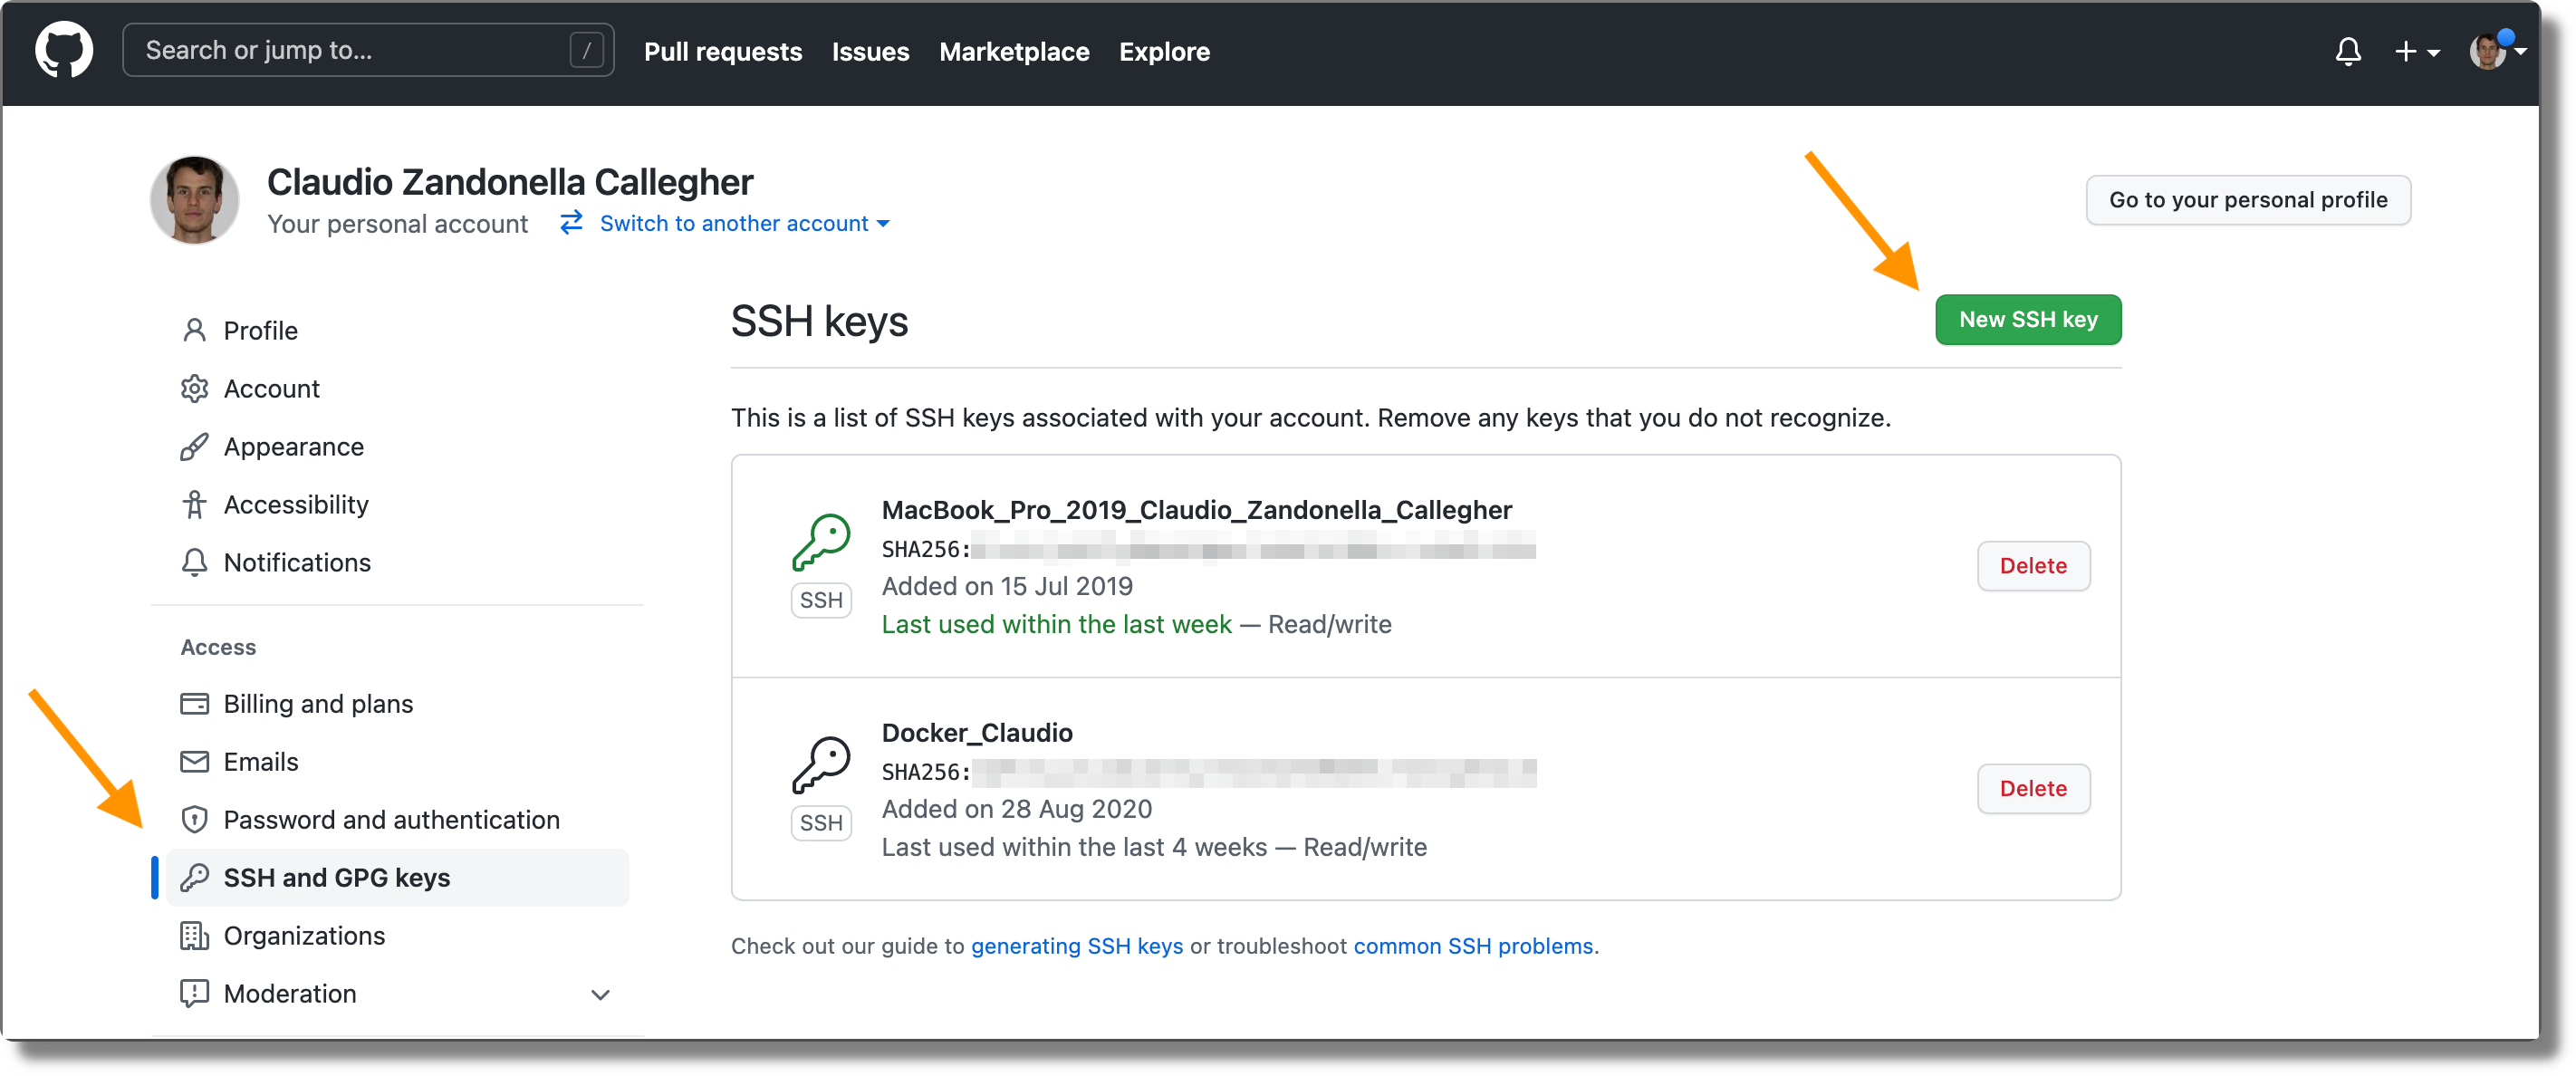 Search or jump to... / Pull requests Issues Marketplace Explore
Claudio Zandonella Callegher
Your personal account Switch to another account
Go to your personal profile
Profile
Account
Appearance
Accessibility
Notifications
Access
Billing and plans
Emails
Password and authentication
SSH and GPG keys
Organizations
Moderation
SSH keys
New SSH key
This is a list of SSH keys associated with your account. Remove any keys that you do not recognize.
SSH
MacBook_Pro_2019_Claudio_Zandonella_Callegher
SHA256:
Added on 15 Jul 2019
Last used within the last week — Read/write
Delete
SSH
Docker_Claudio
SHA256:
Added on 28 Aug 2020
Last used within the last 4 weeks — Read/write
Delete
Check out our guide to generating SSH keys or troubleshoot common SSH problems.